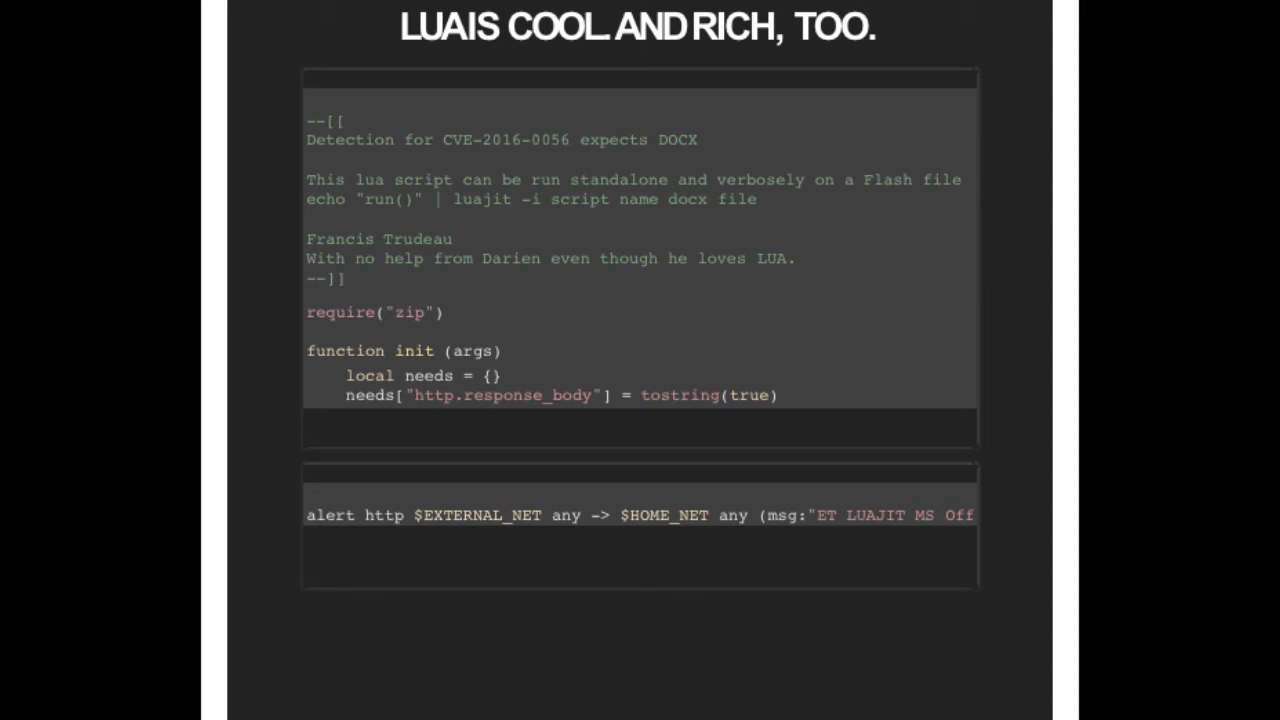 LUA IS COOL. AND RICH, TOO.
--[[
Detection for CVE-2016-0056 expects DOCX
This lua script can be run standalone and verbosely on a Flash file
echo "run()" | luajit -i script name docx file
Francis Trudeau
With no help from Darien even though he loves LUA.
--]]
require("zip")
function init (args)
local needs = {}
needs["http.response_body"] = tostring(true)
alert http $EXTERNAL_NET any -> $HOME_NET any (msg:"ET LUAJIT MS Off